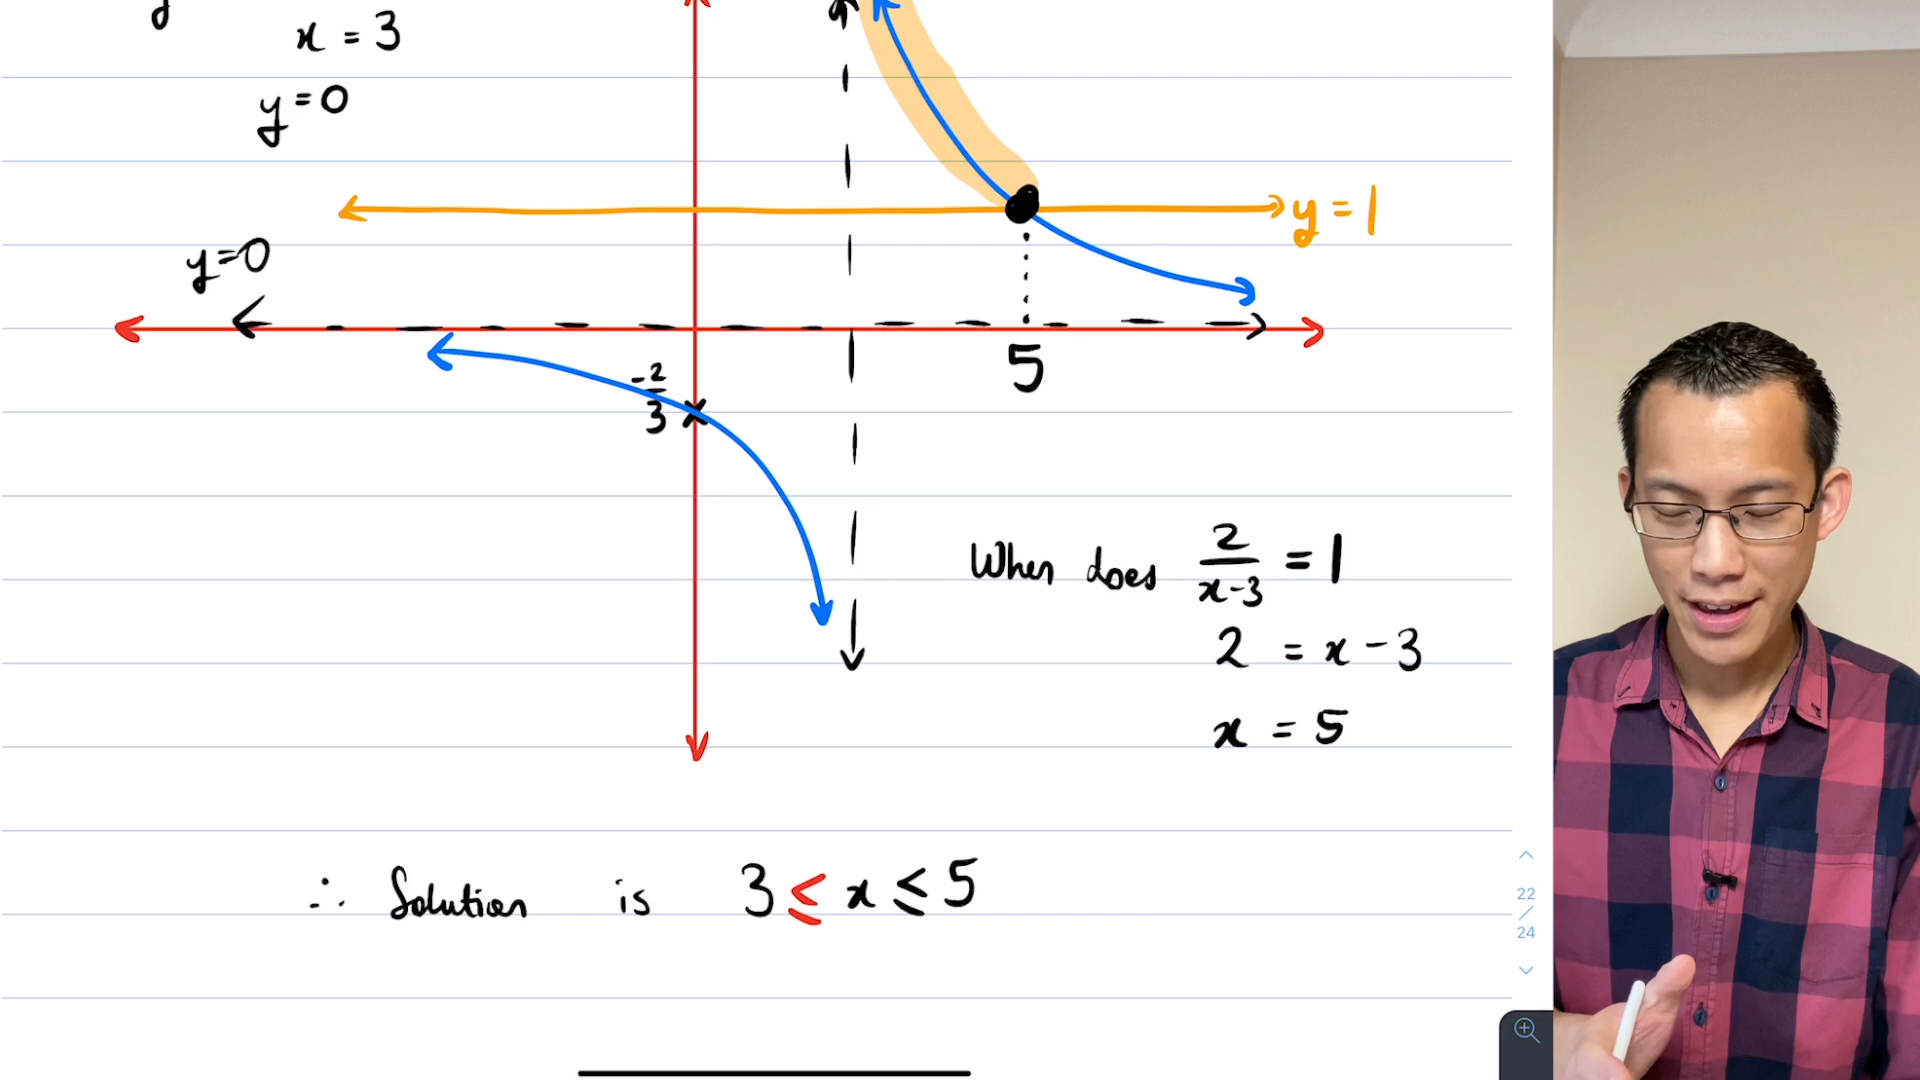 y
x = 3
y = 0
y = 1
y=0
5
-2/3
When does 2/(x-3) = 1
2 = x - 3
x = 5
∴ Solution is 3 ≤ x ≤ 5
22
/
24